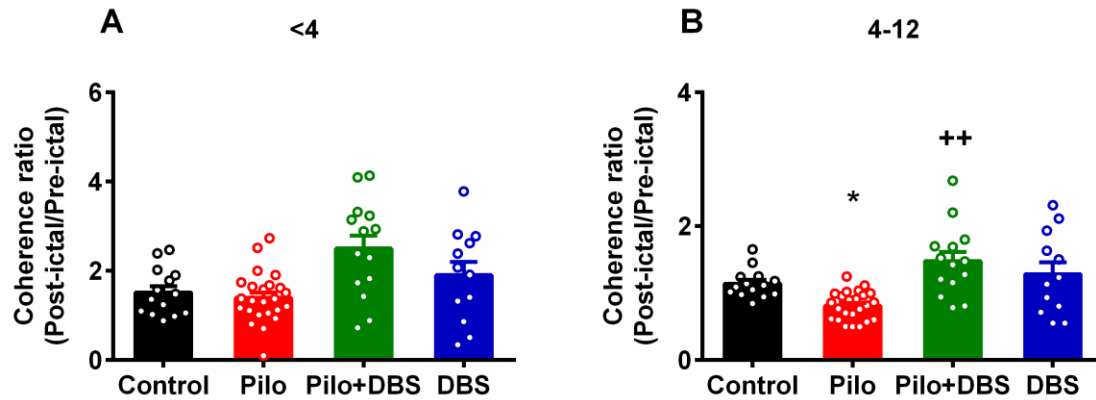 A
<4
Coherence ratio
(Post-ictal/Pre-ictal)
6
4
2
0
Control Pilo Pilo+DBS DBS
B
4-12
Coherence ratio
(Post-ictal/Pre-ictal)
4
2
0
*
++
Control Pilo Pilo+DBS DBS